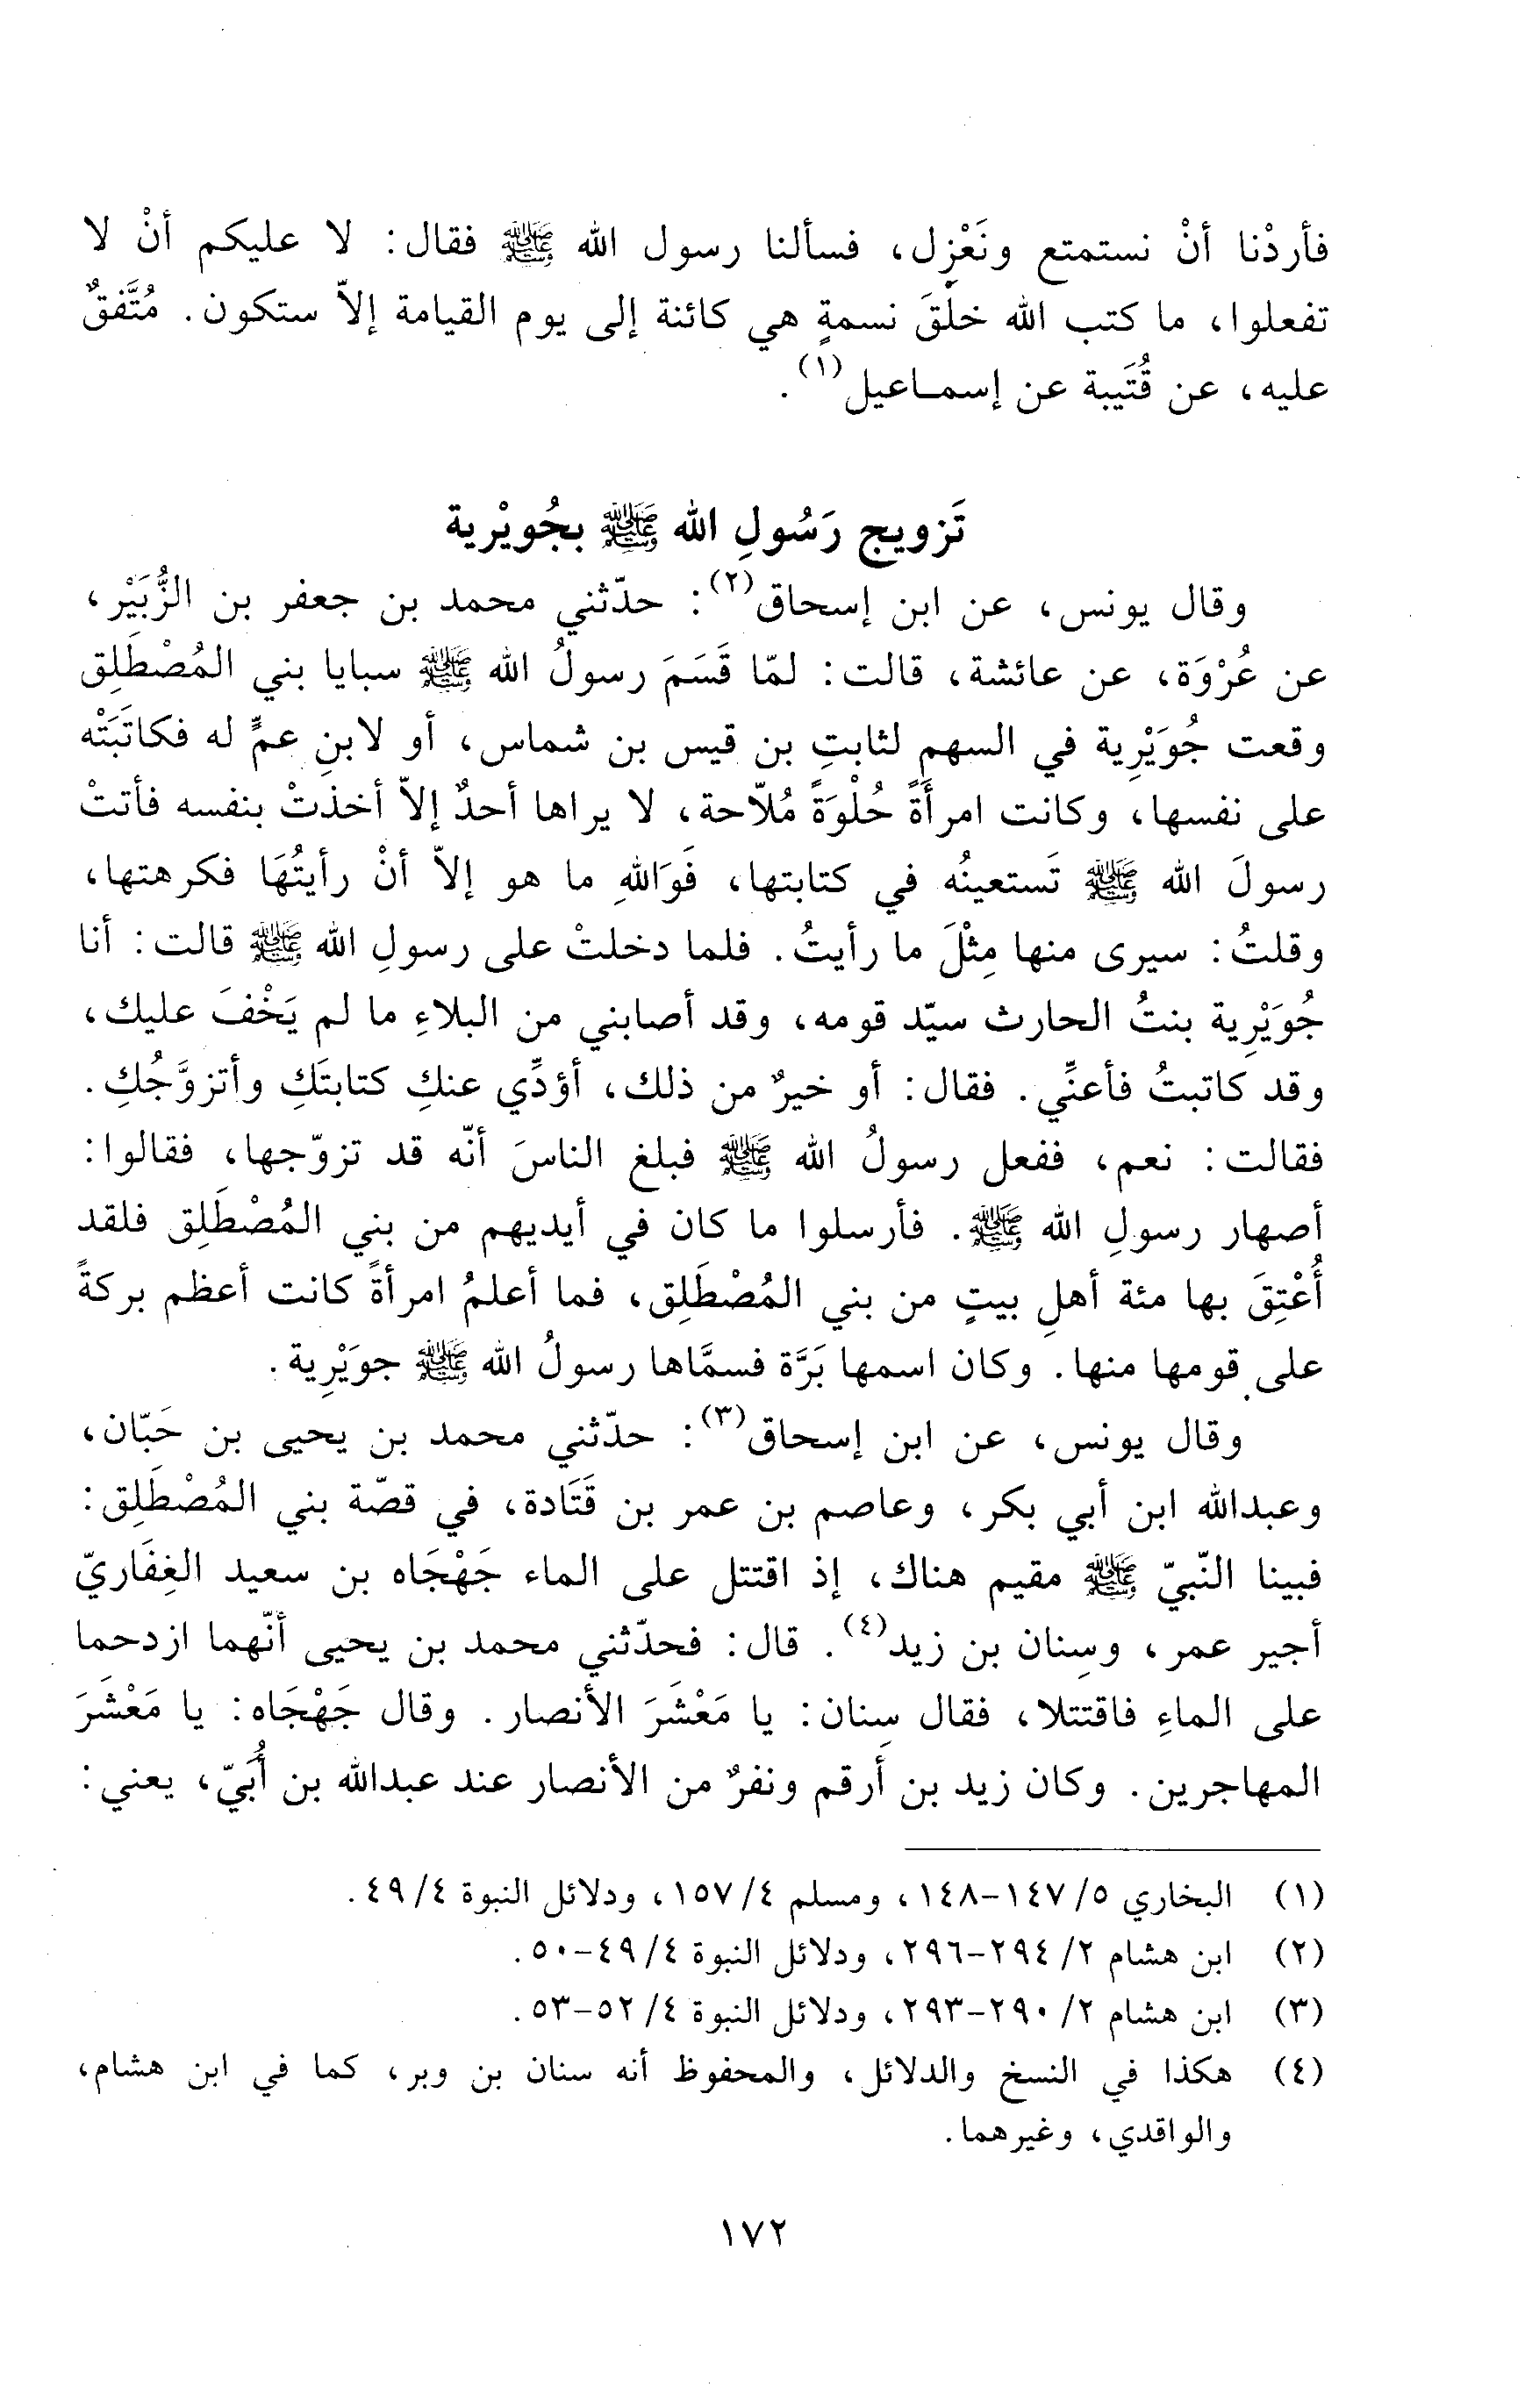 فأردْنا أنْ نستمتع ونَعْزِل، فسألنا رسول الله ﷺ فقال: لا عليكم أنْ لا
تفعلوا، ما كتب الله خلْقَ نسمةٍ هي كائنة إلى يوم القيامة إلاّ ستكون. مُتَّفقٌ
عليه، عن قُتَيبة عن إسماعيل(١).
تَزويج رَسُولِ الله ﷺ بجُويْرية
وقال يونس، عن ابن إسحاق(٢): حدّثني محمد بن جعفر بن الزُّبَيْر،
عن عُرْوَة، عن عائشة، قالت: لمّا قَسَمَ رسولُ الله ﷺ سبايا بني المُصْطَلِق
وقعت جُوَيْرِية في السهم لثابتِ بن قيس بن شماس، أو لابنِ عمٍّ له فكاتَبَتْه
على نفسها، وكانت امرأَةً حُلْوَةً مُلاّحة، لا يراها أحدٌ إلاّ أخذَتْ بنفسه فأتتْ
رسولَ الله ﷺ تَستعينُه في كتابتها، فَوَاللهِ ما هو إلاّ أنْ رأيتُهَا فكرهتها،
وقلتُ: سيرى منها مِثْلَ ما رأيتُ. فلما دخلتْ على رسولِ الله ﷺ قالت: أنا
جُوَيْرِية بنتُ الحارث سيّد قومه، وقد أصابني من البلاءِ ما لم يَخْفَ عليك،
وقد كاتبتُ فأعنِّي. فقال: أو خيرٌ من ذلك، أؤدِّي عنكِ كتابتَكِ وأتزوَّجُكِ.
فقالت: نعم، ففعل رسولُ الله ﷺ فبلغ الناسَ أنّه قد تزوّجها، فقالوا:
أصهار رسولِ الله ﷺ. فأرسلوا ما كان في أيديهم من بني المُصْطَلِق فلقد
أُعْتِقَ بها مئة أهلِ بيتٍ من بني المُصْطَلِق، فما أعلمُ امرأةً كانت أعظم بركةً
على قومها منها. وكان اسمها بَرَّة فسمَّاها رسولُ الله ﷺ جويَْرِية.
وقال يونس، عن ابن إسحاق(٣): حدّثني محمد بن يحيى بن حَبّان،
وعبدالله ابن أبي بكر، وعاصم بن عمر بن قَتَادة، في قصّة بني المُصْطَلِق:
فبينا النّبيّ ﷺ مقيم هناك، إذ اقتتل على الماء جَهْجَاه بن سعيد الغِفَاريّ
أجير عمر، وسِنان بن زيد(٤). قال: فحدّثني محمد بن يحيى أنّهما ازدحما
على الماءِ فاقتتلا، فقال سِنان: يا مَعْشَرَ الأنصار. وقال جَهْجَاه: يا مَعْشَرَ
المهاجرين. وكان زيد بن أَرقم ونفرٌ من الأنصار عند عبدالله بن أُبَيّ، يعني:
(١) البخاري ٥/ ١٤٧-١٤٨، ومسلم ٤/ ١٥٧، ودلائل النبوة ٤/ ٤٩.
(٢) ابن هشام ٢/ ٢٩٤-٢٩٦، ودلائل النبوة ٤/ ٤٩-٥٠.
(٣) ابن هشام ٢/ ٢٩٠-٢٩٣، ودلائل النبوة ٤/ ٥٢-٥٣.
(٤) هكذا في النسخ والدلائل، والمحفوظ أنه سنان بن وبر، كما في ابن هشام،
والواقدي، وغيرهما.
١٧٢